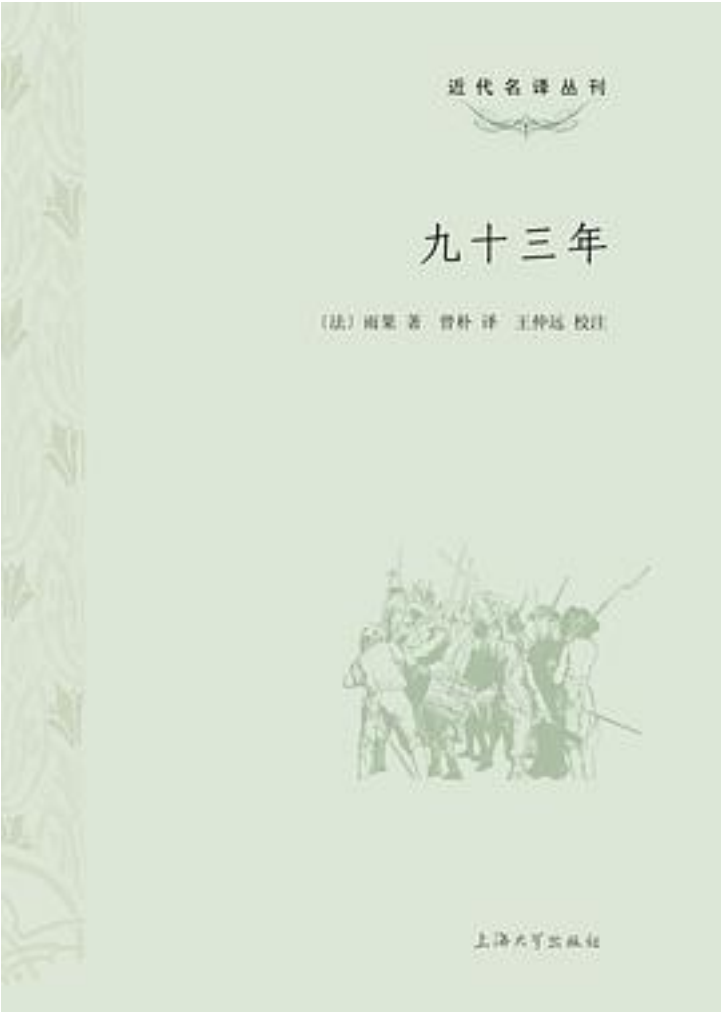 近代名译丛刊
九十三年
〔法〕雨果 著 曾朴 译 王仲远 校注
上海大学出版社